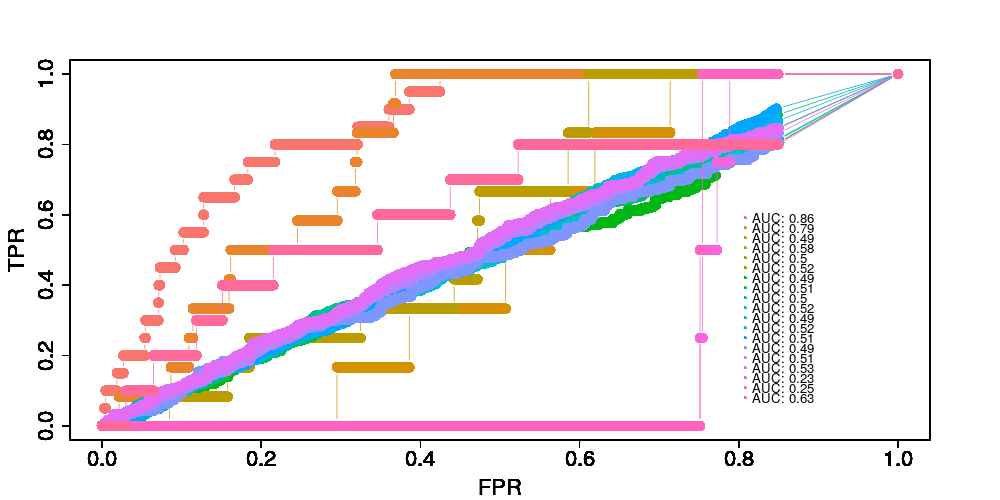 1.0
0.8
0.6
0.4
0.2
0.0
TPR
AUC: 0.86
AUC: 0.79
AUC: 0.49
AUC: 0.58
AUC: 0.5
AUC: 0.52
AUC: 0.49
AUC: 0.51
AUC: 0.5
AUC: 0.52
AUC: 0.49
AUC: 0.52
AUC: 0.51
AUC: 0.49
AUC: 0.51
AUC: 0.53
AUC: 0.23
AUC: 0.25
AUC: 0.63
0.0 0.2 0.4 0.6 0.8 1.0
FPR